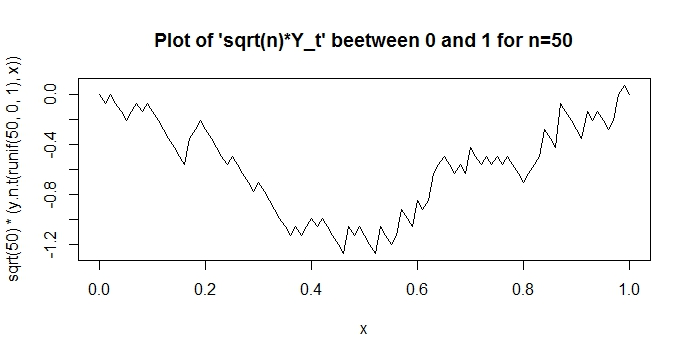 Plot of 'sqrt(n)*Y_t' beetween 0 and 1 for n=50
sqrt(50) * (y.n.t(runif(50, 0, 1), x))
0.0
-0.4
-0.8
-1.2
0.0 0.2 0.4 0.6 0.8 1.0
x